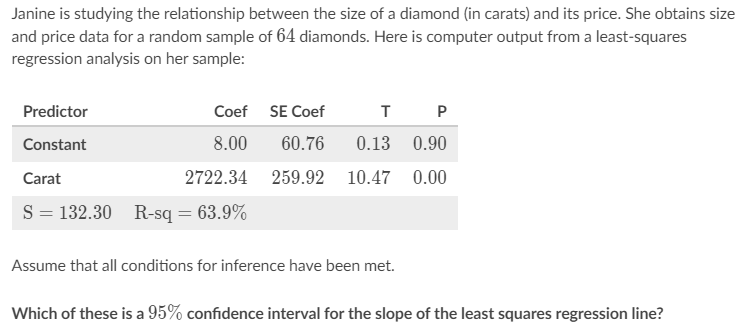 Janine is studying the relationship between the size of a diamond (in carats) and its price. She obtains size
and price data for a random sample of 64 diamonds. Here is computer output from a least-squares
regression analysis on her sample:
Predictor Coef SE Coef T P
Constant 8.00 60.76 0.13 0.90
Carat 2722.34 259.92 10.47 0.00
S = 132.30 R-sq = 63.9%
Assume that all conditions for inference have been met.
Which of these is a 95% confidence interval for the slope of the least squares regression line?